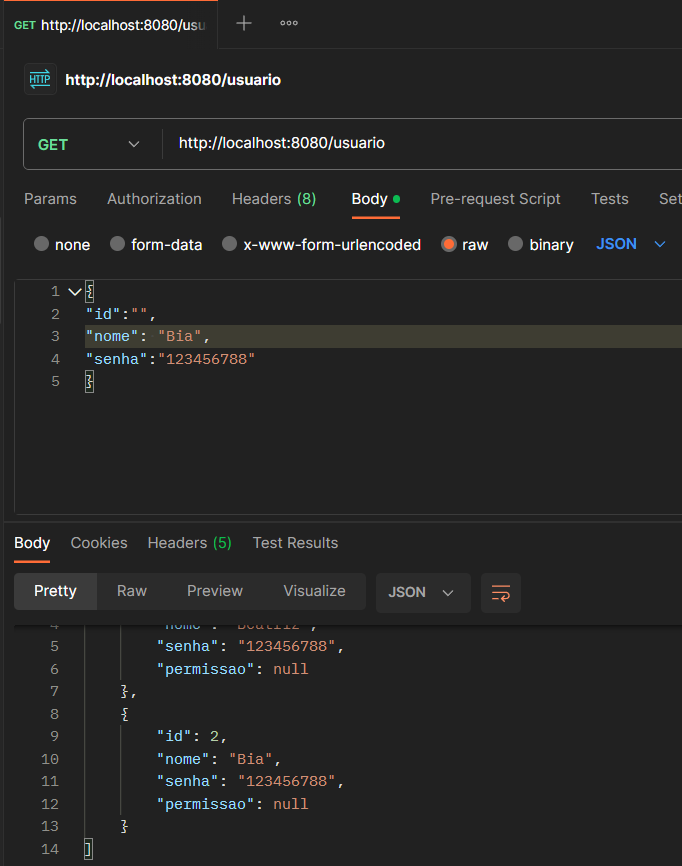 GET http://localhost:8080/usu
HTTP http://localhost:8080/usuario
GET http://localhost:8080/usuario
Params Authorization Headers (8) Body Pre-request Script Tests Set
none form-data x-www-form-urlencoded raw binary JSON
1 {
2 "id":"",
3 "nome": "Bia",
4 "senha":"123456788"
5 }
Body Cookies Headers (5) Test Results
Pretty Raw Preview Visualize JSON
4 "nome": "Beatriz",
5 "senha": "123456788",
6 "permissao": null
7 },
8 {
9 "id": 2,
10 "nome": "Bia",
11 "senha": "123456788",
12 "permissao": null
13 }
14 ]